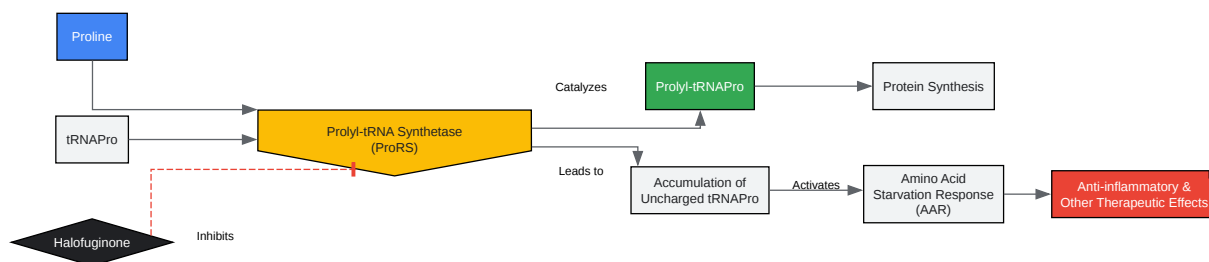 Proline
tRNAPro
Prolyl-tRNA Synthetase
(ProRS)
Halofuginone
Inhibits
Catalyzes
Prolyl-tRNAPro
Protein Synthesis
Leads to
Accumulation of
Uncharged tRNAPro
Activates
Amino Acid
Starvation Response
(AAR)
Anti-inflammatory &
Other Therapeutic Effects